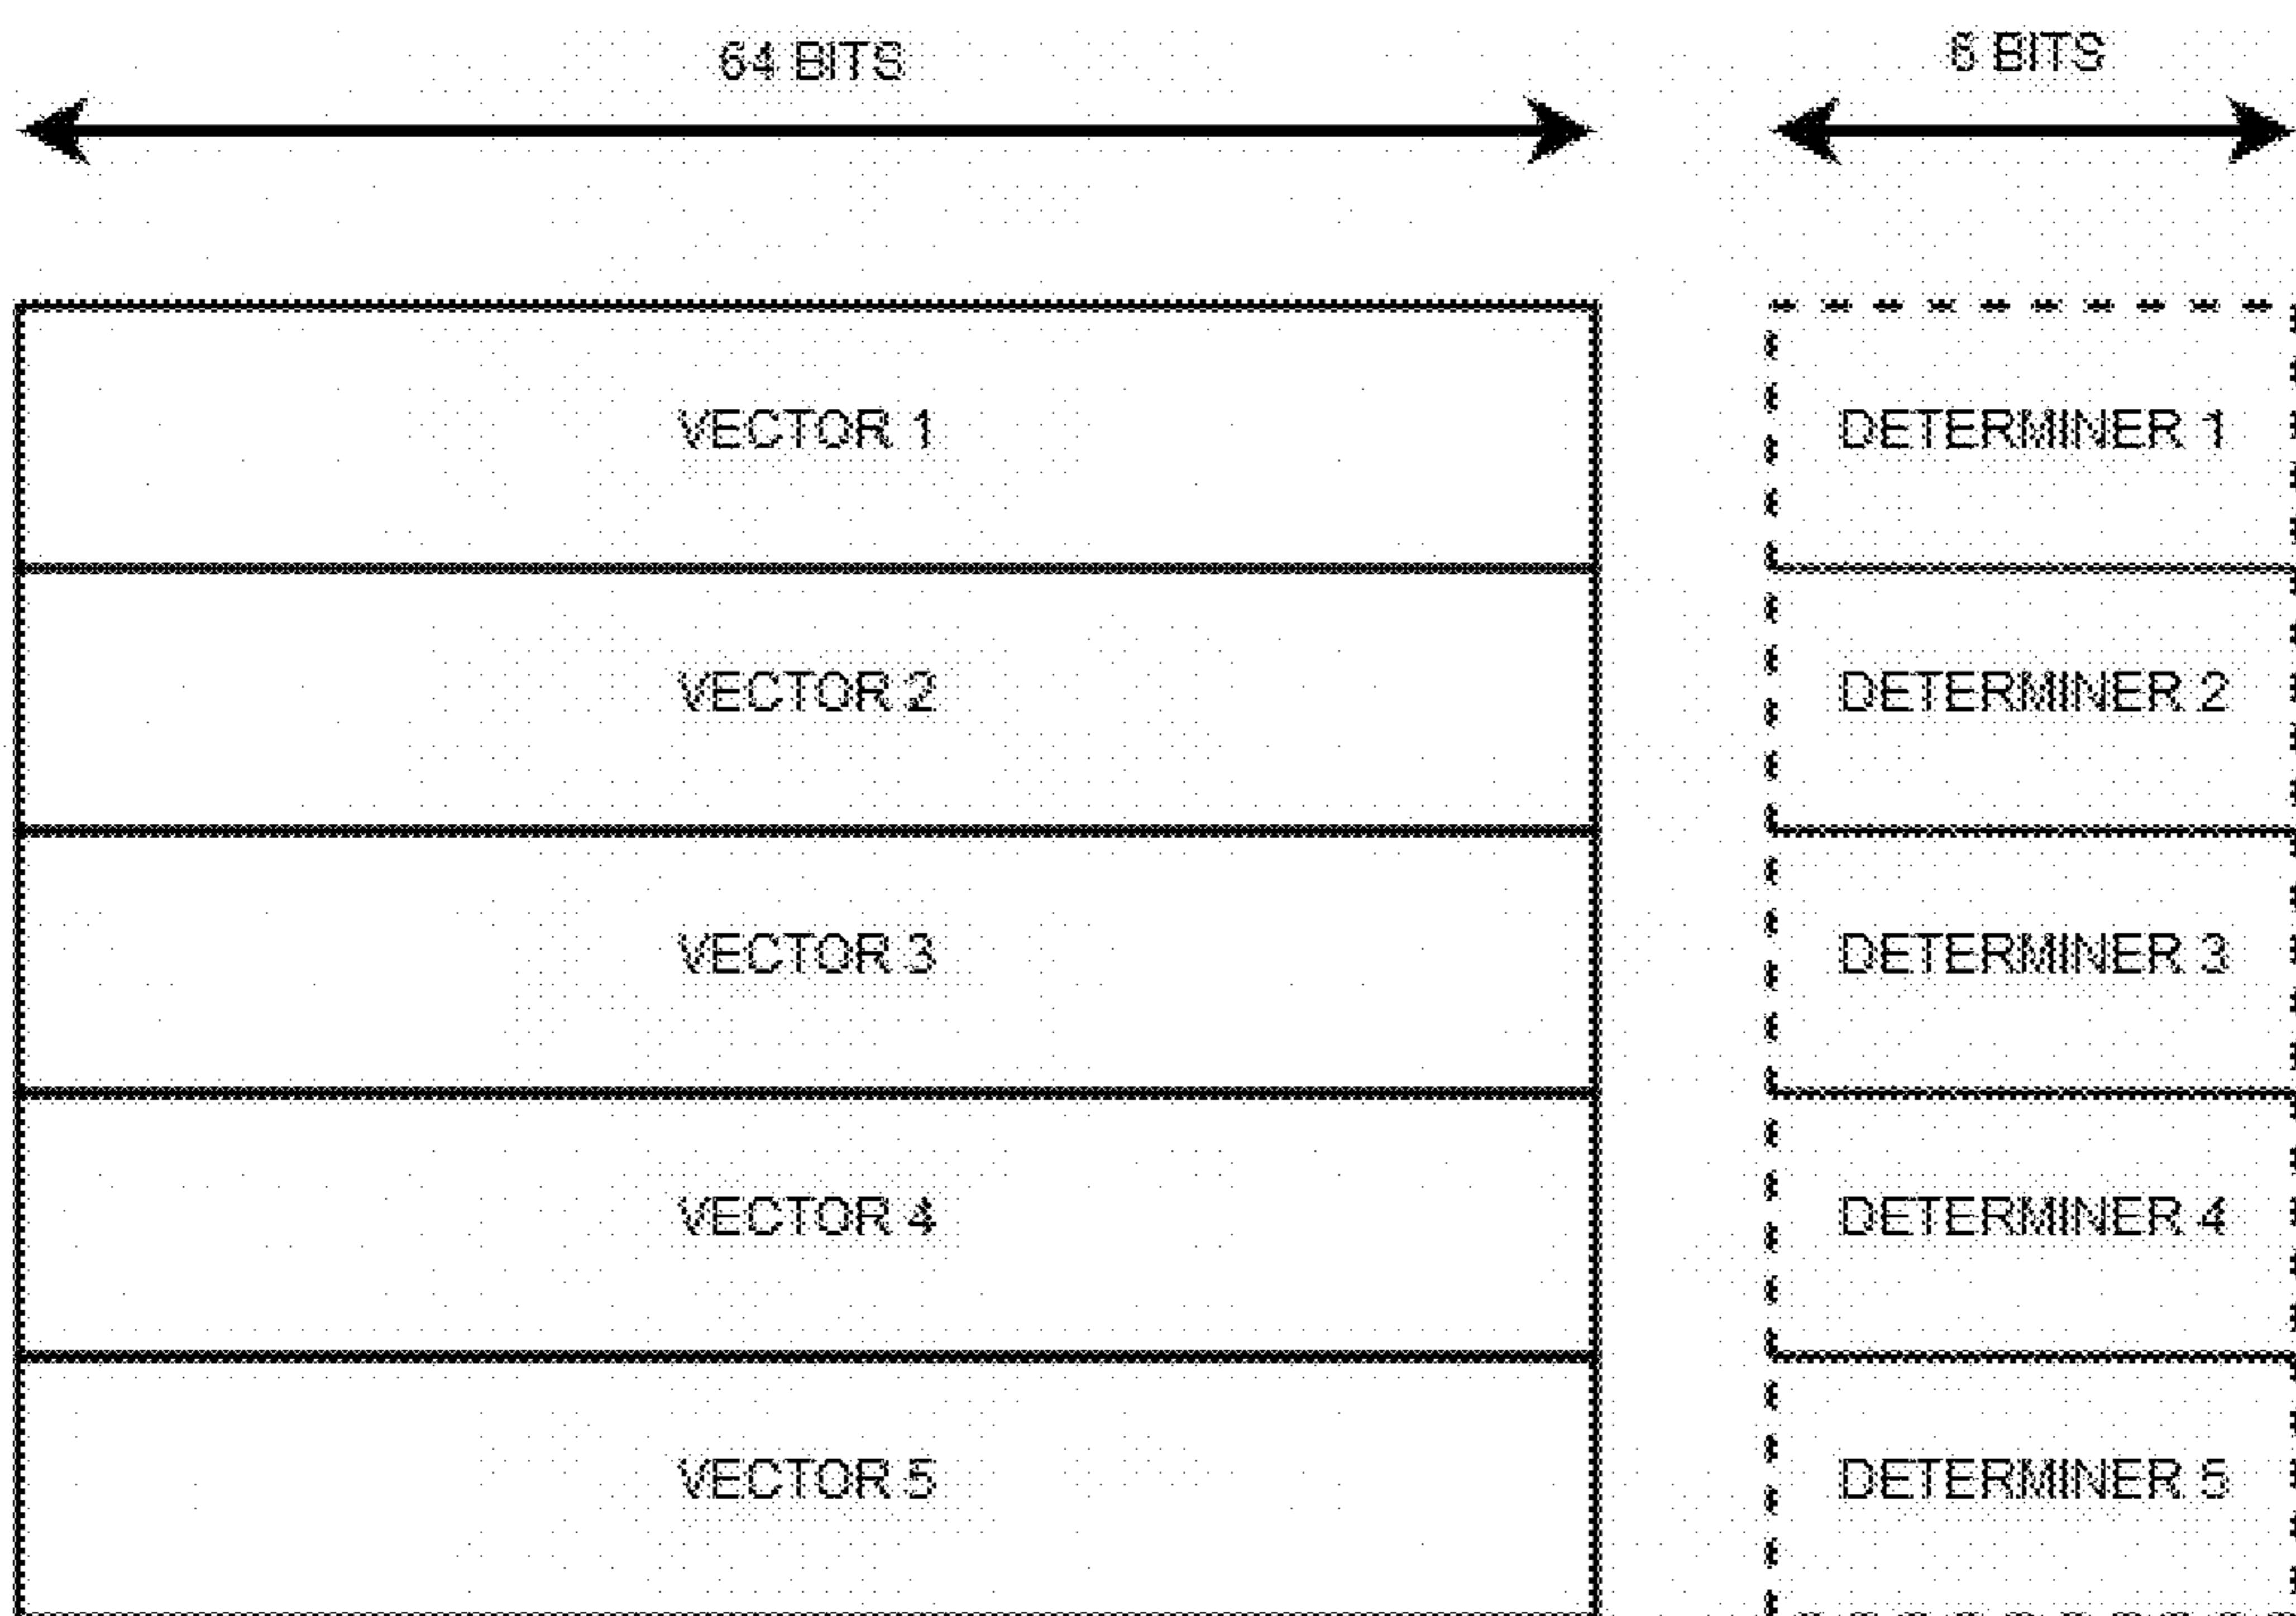 64 BITS 6 BITS
VECTOR 1 DETERMINER 1
VECTOR 2 DETERMINER 2
VECTOR 3 DETERMINER 3
VECTOR 4 DETERMINER 4
VECTOR 5 DETERMINER 5